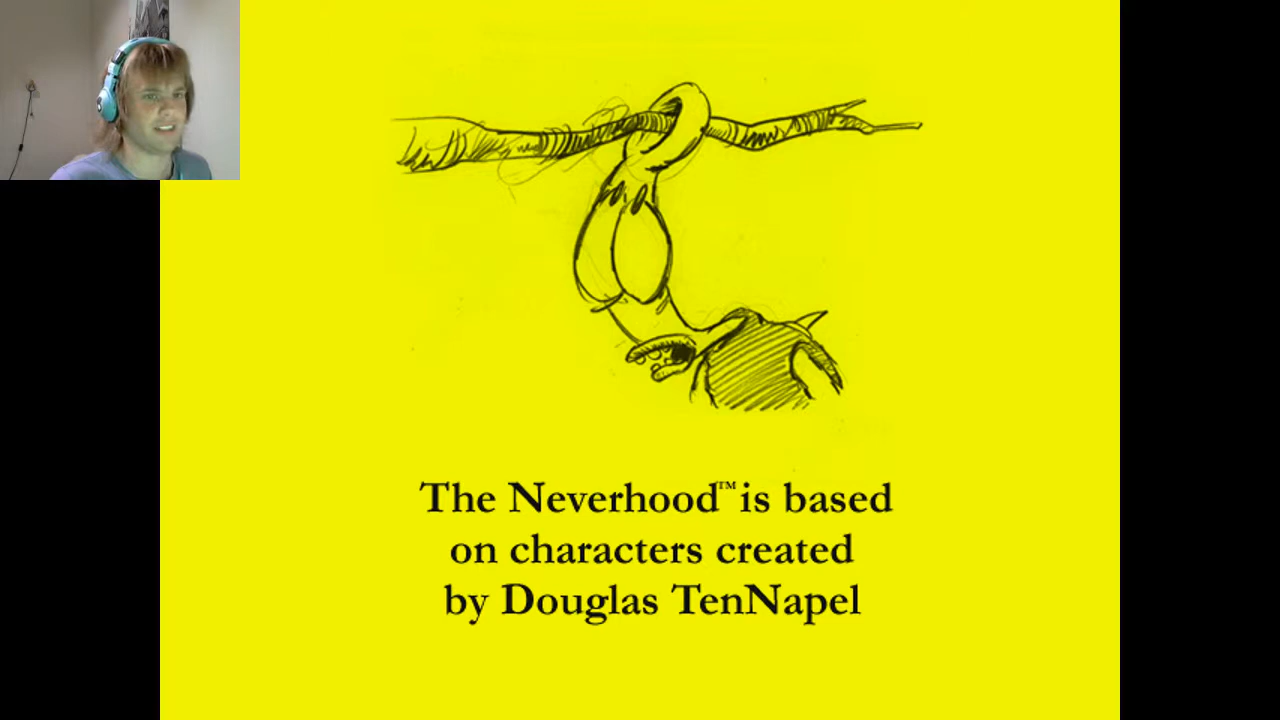 The Neverhood™ is based
on characters created
by Douglas TenNapel